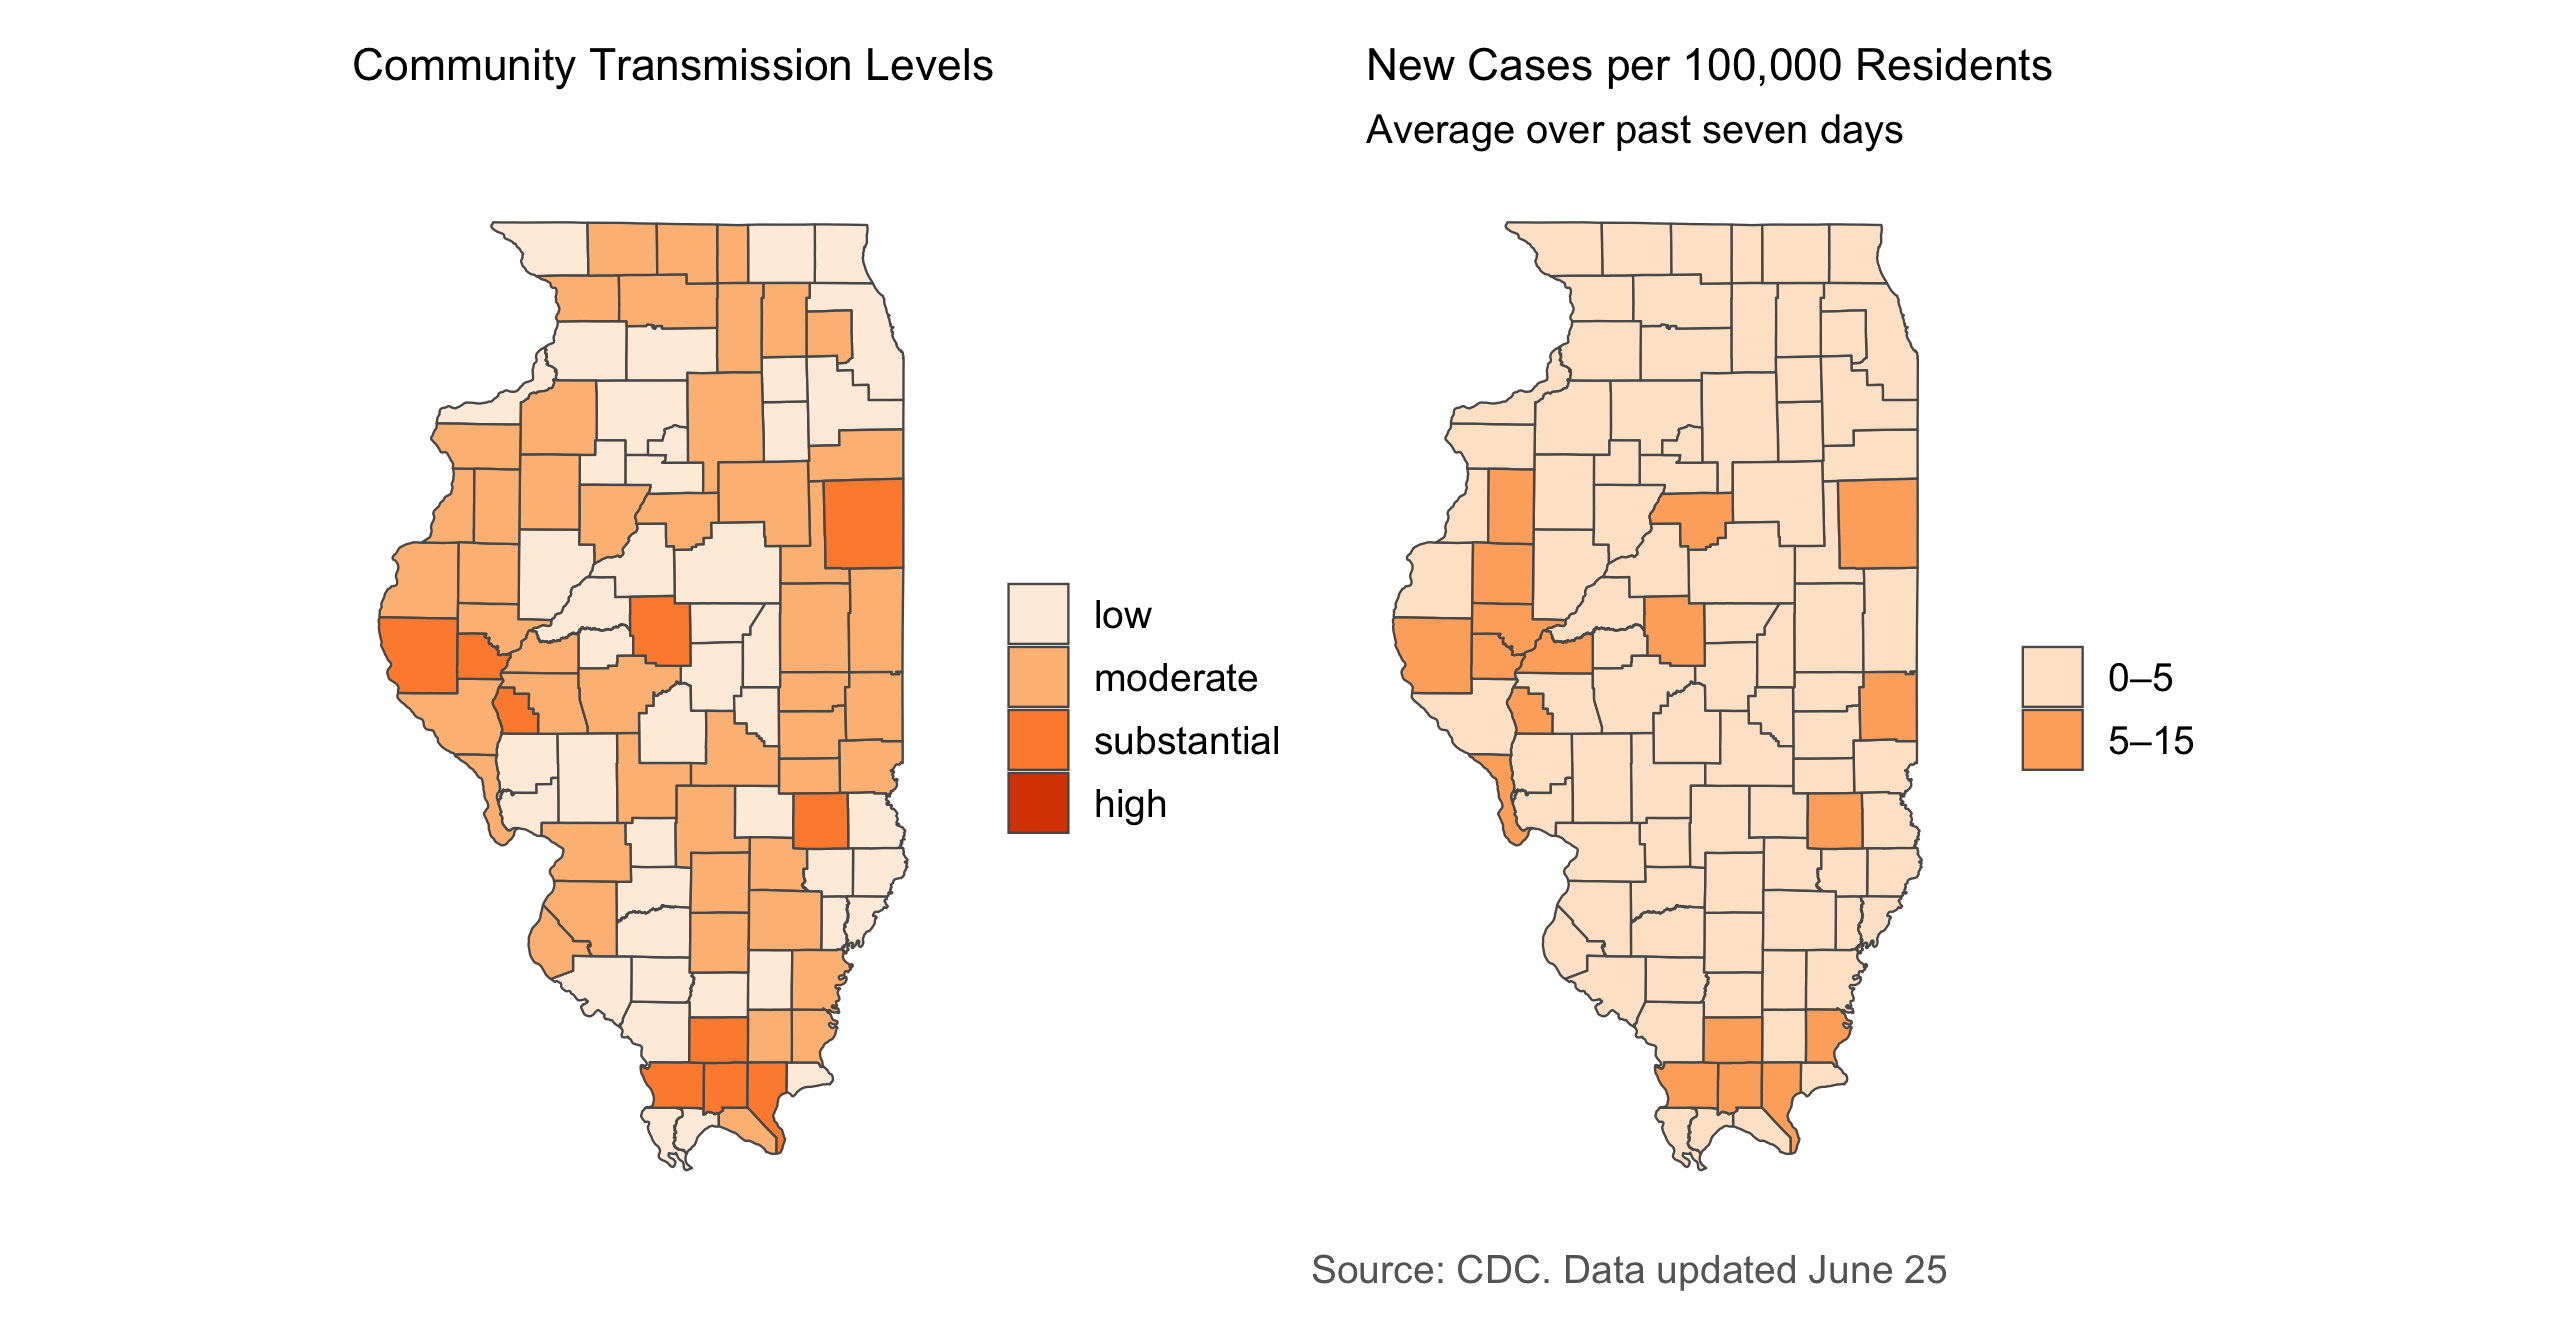 Community Transmission Levels
low
moderate
substantial
high
New Cases per 100,000 Residents
Average over past seven days
0–5
5–15
Source: CDC. Data updated June 25